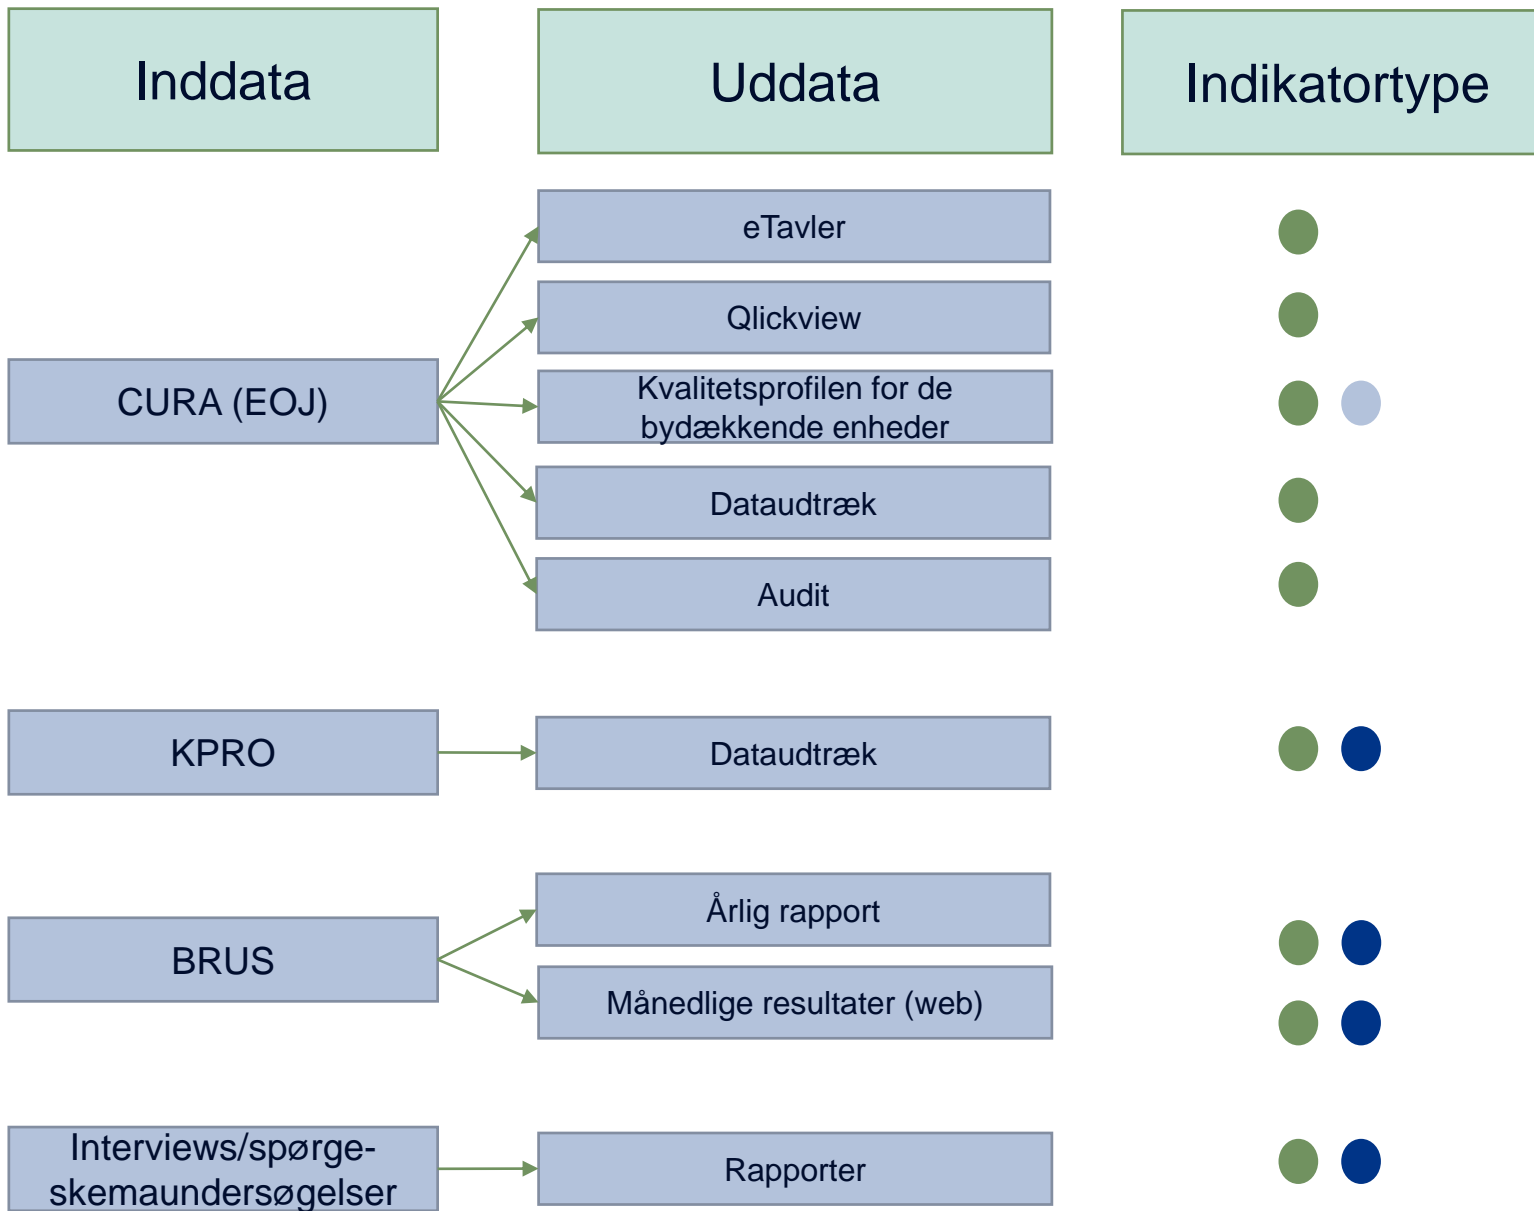 Inddata
Uddata
Indikatortype
eTavler
Qlickview
CURA (EOJ)
Kvalitetsprofilen for de
bydækkende enheder
Dataudtræk
Audit
KPRO
Dataudtræk
Årlig rapport
BRUS
Månedlige resultater (web)
Interviews/spørge-
skemaundersøgelser
Rapporter